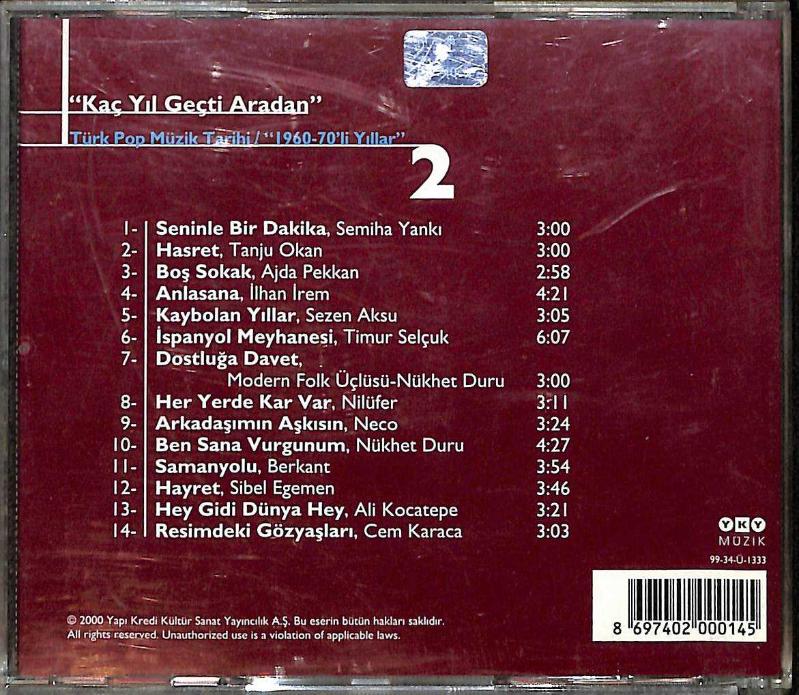 "Kaç Yıl Geçti Aradan"
Türk Pop Müzik Tarihi / "1960-70'li Yıllar"
2
1- Seninle Bir Dakika, Semiha Yankı 3:00
2- Hasret, Tanju Okan 3:00
3- Boş Sokak, Ajda Pekkan 2:58
4- Anlasana, İlhan İrem 4:21
5- Kaybolan Yıllar, Sezen Aksu 3:05
6- İspanyol Meyhanesi, Timur Selçuk 6:07
7- Dostluğa Davet,
Modern Folk Üçlüsü-Nükhet Duru 3:00
8- Her Yerde Kar Var, Nilüfer 3:11
9- Arkadaşımın Aşkısın, Neco 3:24
10- Ben Sana Vurgunum, Nükhet Duru 4:27
11- Samanyolu, Berkant 3:54
12- Hayret, Sibel Egemen 3:46
13- Hey Gidi Dünya Hey, Ali Kocatepe 3:21
14- Resimdeki Gözyaşları, Cem Karaca 3:03
YKY
MÜZİK
99-34-Ü-1333
© 2000 Yapı Kredi Kültür Sanat Yayıncılık A.Ş. Bu eserin bütün hakları saklıdır.
All rights reserved. Unauthorized use is a violation of applicable laws.
8 697402 000145